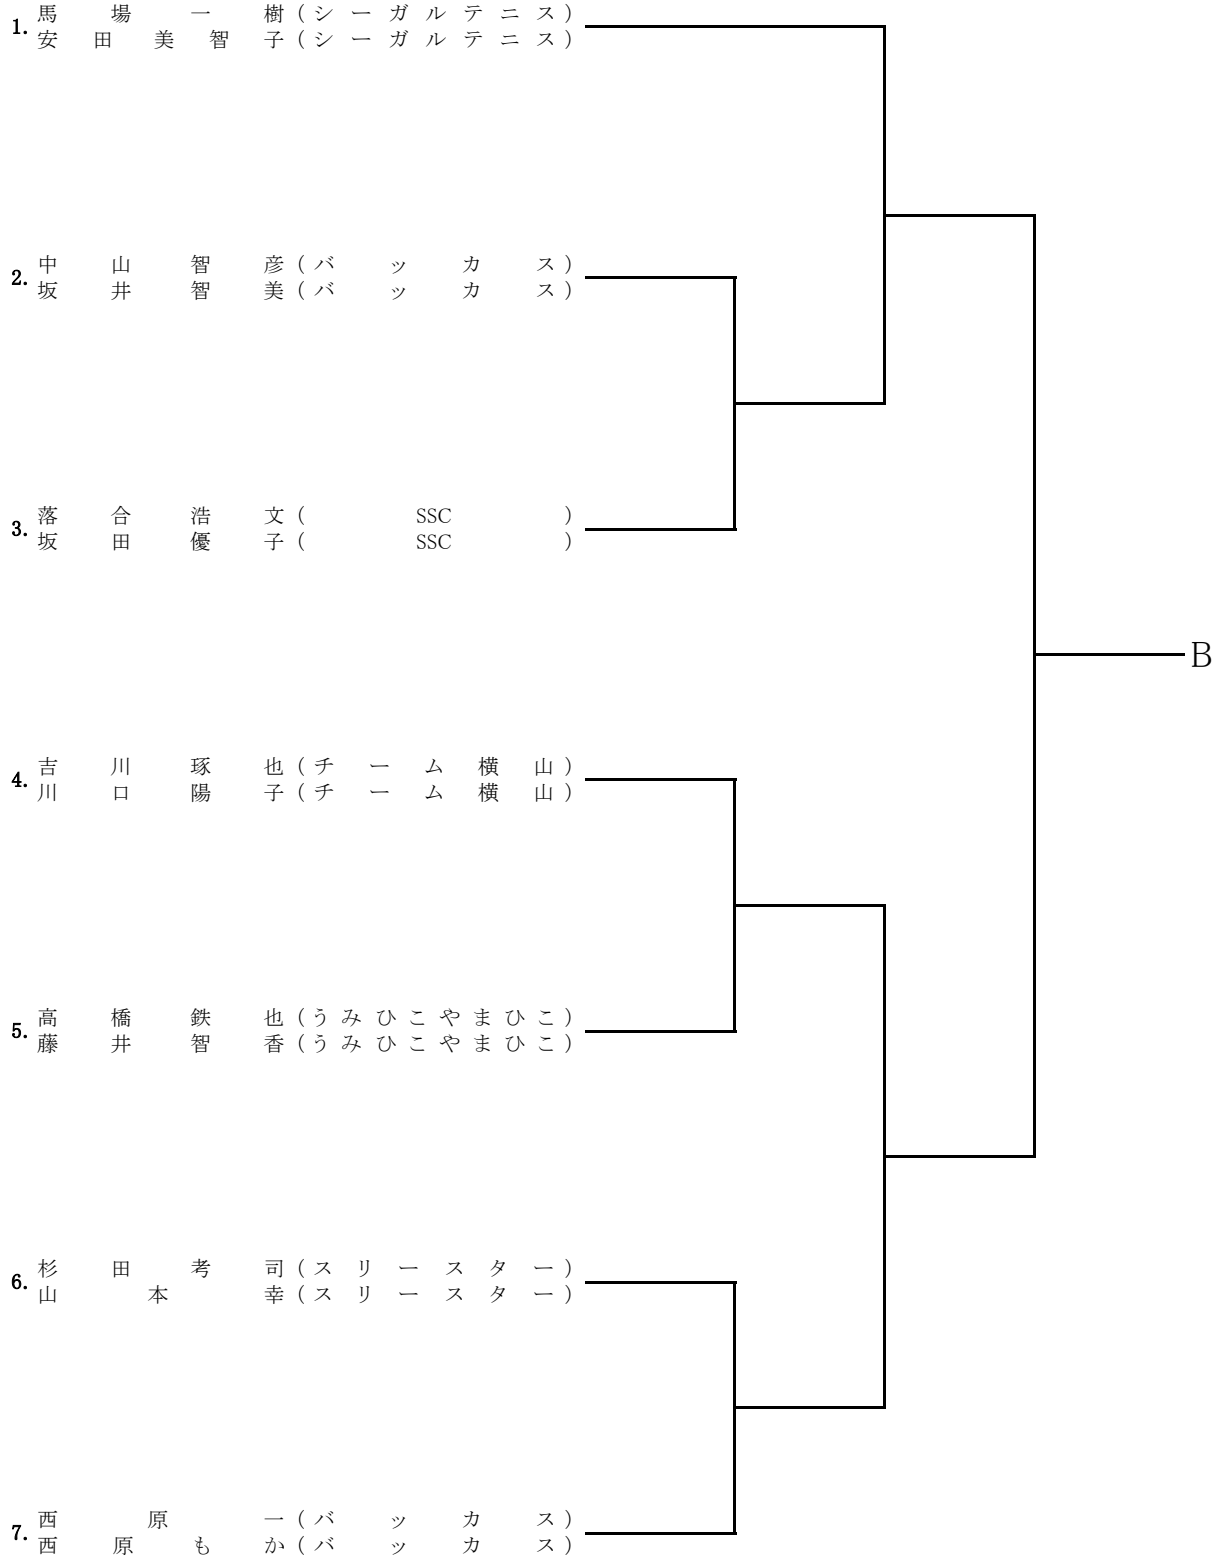 1. 馬場一樹(シーガルテニス)
安田美智子(シーガルテニス)
2. 中山智彦(バッカス)
坂井智美(バッカス)
3. 落合浩文(SSC)
坂田優子(SSC)
B
4. 吉川琢也(チーム横山)
川口陽子(チーム横山)
5. 高橋鉄也(うみひこやまひこ)
藤井智香(うみひこやまひこ)
6. 杉田考司(スリースター)
山本幸(スリースター)
7. 西原一(バッカス)
西原もか(バッカス)